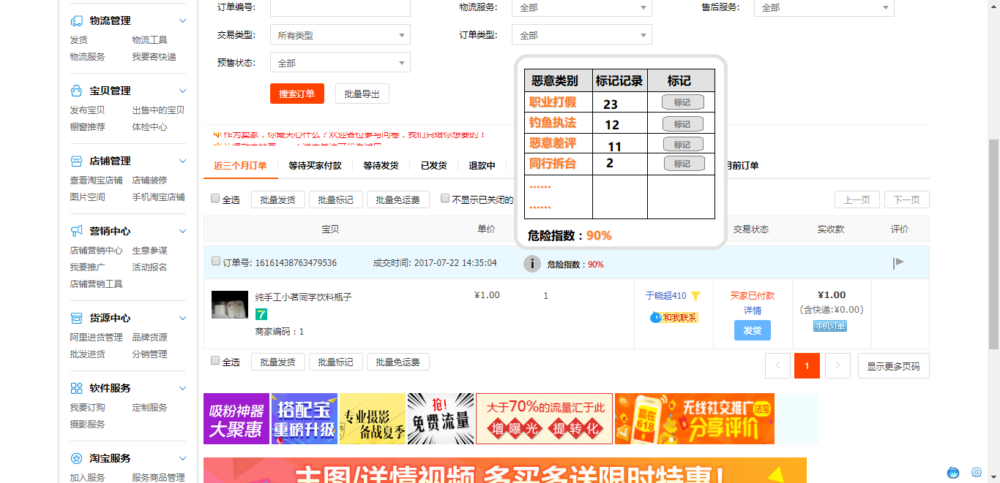 订单编号: 物流服务: 全部 售后服务: 全部
物流管理
发货 物流工具
物流服务 我要寄快递
交易类型: 所有类型 订单类型: 全部
预售状态: 全部
搜索订单 批量导出
宝贝管理
发布宝贝 出售中的宝贝
橱窗推荐 体检中心
店铺管理
查看淘宝店铺 店铺装修
图片空间 手机淘宝店铺
营销中心
店铺营销中心 生意参谋
我要推广 活动报名
店铺营销工具
货源中心
阿里进货管理 品牌货源
批发进货 分销管理
软件服务
我要订购 定制服务
摄影服务
淘宝服务
加入服务 服务商品管理
作为卖家，你最关心什么？欢迎各位参与问卷，我们只给你想要的！
近三个月订单 等待买家付款 等待发货 已发货 退款中 月前订单
恶意类别 标记记录 标记
职业打假 23 标记
钓鱼执法 12 标记
恶意差评 11 标记
同行拆台 2 标记
......
......
危险指数：90%
全选 批量发货 批量标记 批量免运费 不显示已关闭的 上一页 下一页
宝贝 单价 交易状态 实收款 评价
订单号: 16161438763479536 成交时间: 2017-07-22 14:35:04 i 危险指数：90%
纯手工小茗同学饮料瓶子 ¥1.00 1 于晓超410 买家已付款 ¥1.00
7 和我联系 详情 (含快递:¥0.00)
商家编码：1 发货 手机订单
全选 批量发货 批量标记 批量免运费 < 1 > 显示更多页码
吸粉神器
大聚惠
搭配宝
重磅升级
专业摄影
备战夏季
抢!
免费流量
大于70%的流量汇于此
增曝光 提转化
赢在
618
¥
无线社交推广 法宝
分享评价
主图/详情视频 多买多送限时特惠!